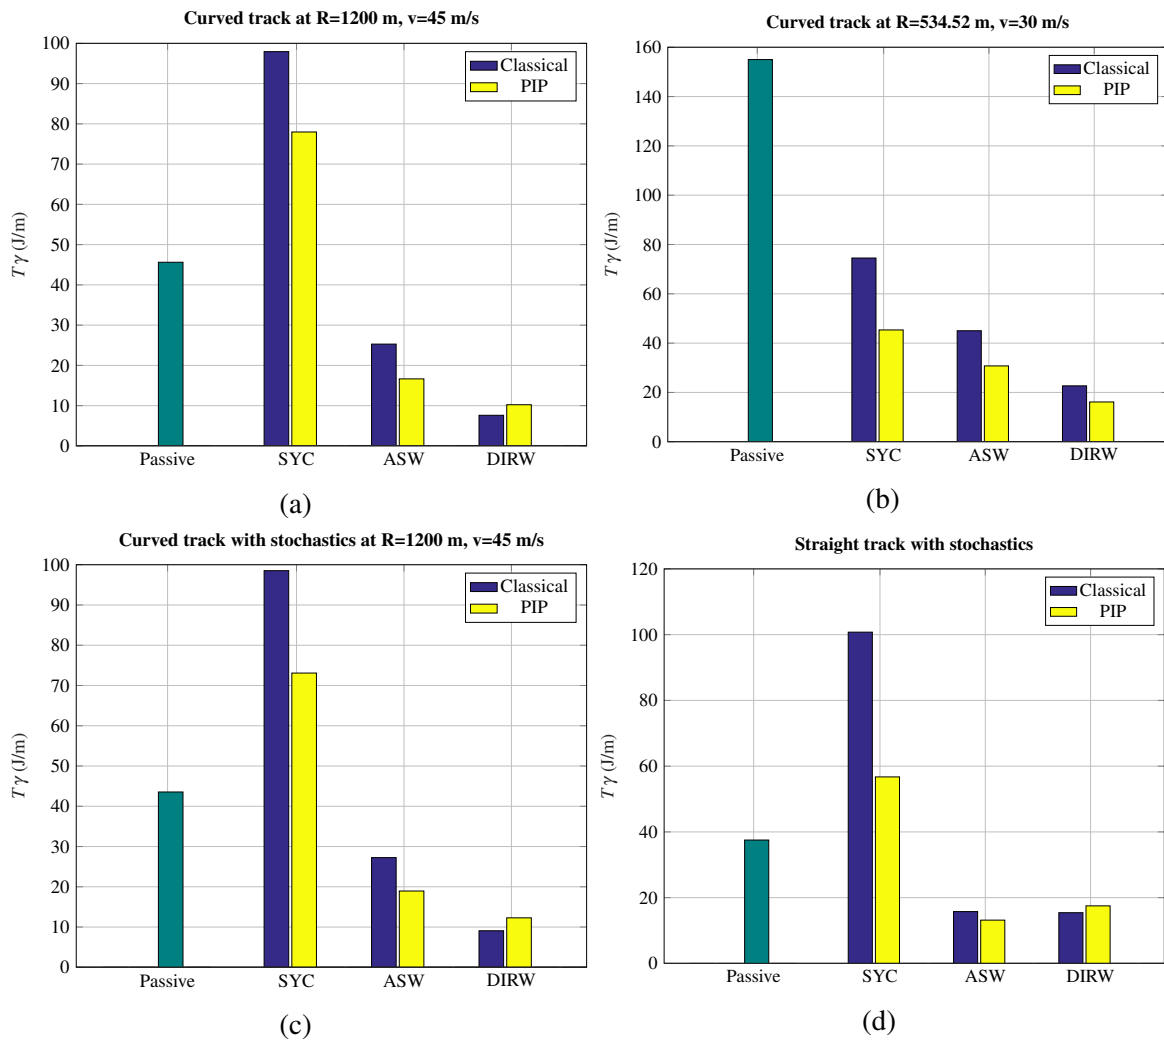 Curved track at R=1200 m, v=45 m/s
100
90
80
70
60
50
40
30
20
10
0
Tγ (J/m)
Classical
PIP
Passive SYC ASW DIRW
(a)
Curved track at R=534.52 m, v=30 m/s
160
140
120
100
80
60
40
20
0
Tγ (J/m)
Classical
PIP
Passive SYC ASW DIRW
(b)
Curved track with stochastics at R=1200 m, v=45 m/s
100
90
80
70
60
50
40
30
20
10
0
Tγ (J/m)
Classical
PIP
Passive SYC ASW DIRW
(c)
Straight track with stochastics
120
100
80
60
40
20
0
Tγ (J/m)
Classical
PIP
Passive SYC ASW DIRW
(d)